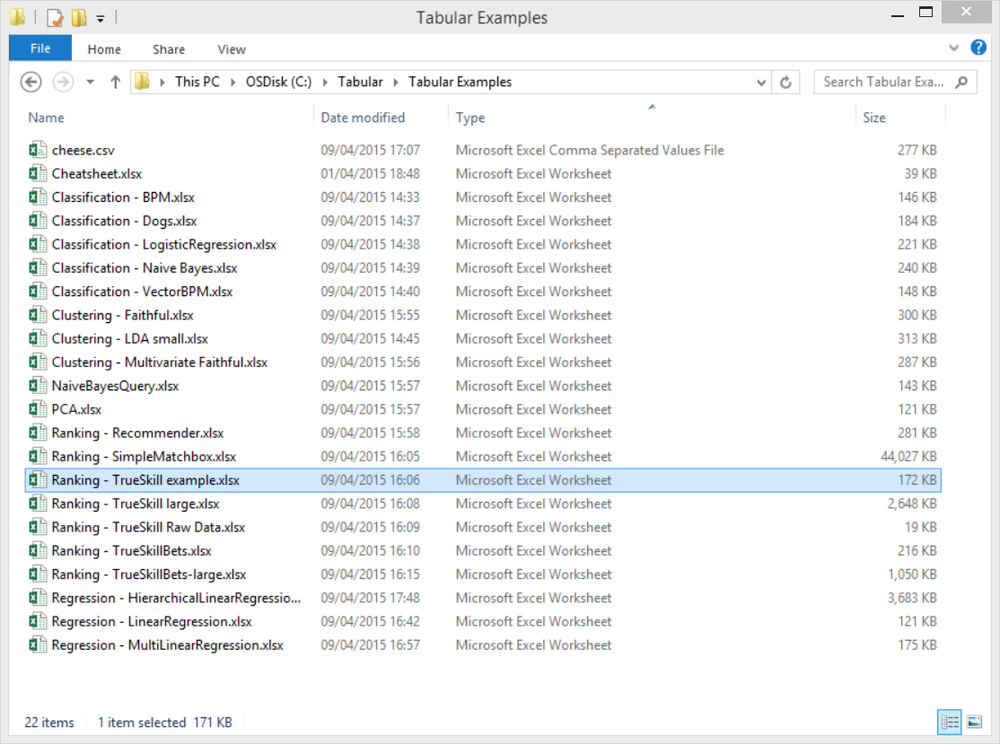 Tabular Examples
File Home Share View
This PC OSDisk (C:) Tabular Tabular Examples Search Tabular Exa...
Name Date modified Type Size
cheese.csv 09/04/2015 17:07 Microsoft Excel Comma Separated Values File 277 KB
Cheatsheet.xlsx 01/04/2015 18:48 Microsoft Excel Worksheet 39 KB
Classification - BPM.xlsx 09/04/2015 14:33 Microsoft Excel Worksheet 146 KB
Classification - Dogs.xlsx 09/04/2015 14:37 Microsoft Excel Worksheet 184 KB
Classification - LogisticRegression.xlsx 09/04/2015 14:38 Microsoft Excel Worksheet 221 KB
Classification - Naive Bayes.xlsx 09/04/2015 14:39 Microsoft Excel Worksheet 240 KB
Classification - VectorBPM.xlsx 09/04/2015 14:40 Microsoft Excel Worksheet 148 KB
Clustering - Faithful.xlsx 09/04/2015 15:55 Microsoft Excel Worksheet 300 KB
Clustering - LDA small.xlsx 09/04/2015 14:45 Microsoft Excel Worksheet 313 KB
Clustering - Multivariate Faithful.xlsx 09/04/2015 15:56 Microsoft Excel Worksheet 287 KB
NaiveBayesQuery.xlsx 09/04/2015 15:57 Microsoft Excel Worksheet 143 KB
PCA.xlsx 09/04/2015 15:57 Microsoft Excel Worksheet 121 KB
Ranking - Recommender.xlsx 09/04/2015 15:58 Microsoft Excel Worksheet 281 KB
Ranking - SimpleMatchbox.xlsx 09/04/2015 16:05 Microsoft Excel Worksheet 44,027 KB
Ranking - TrueSkill example.xlsx 09/04/2015 16:06 Microsoft Excel Worksheet 172 KB
Ranking - TrueSkill large.xlsx 09/04/2015 16:08 Microsoft Excel Worksheet 2,648 KB
Ranking - TrueSkill Raw Data.xlsx 09/04/2015 16:09 Microsoft Excel Worksheet 19 KB
Ranking - TrueSkillBets.xlsx 09/04/2015 16:10 Microsoft Excel Worksheet 216 KB
Ranking - TrueSkillBets-large.xlsx 09/04/2015 16:15 Microsoft Excel Worksheet 1,050 KB
Regression - HierarchicalLinearRegressio... 09/04/2015 17:48 Microsoft Excel Worksheet 3,683 KB
Regression - LinearRegression.xlsx 09/04/2015 16:42 Microsoft Excel Worksheet 121 KB
Regression - MultiLinearRegression.xlsx 09/04/2015 16:57 Microsoft Excel Worksheet 175 KB
22 items 1 item selected 171 KB